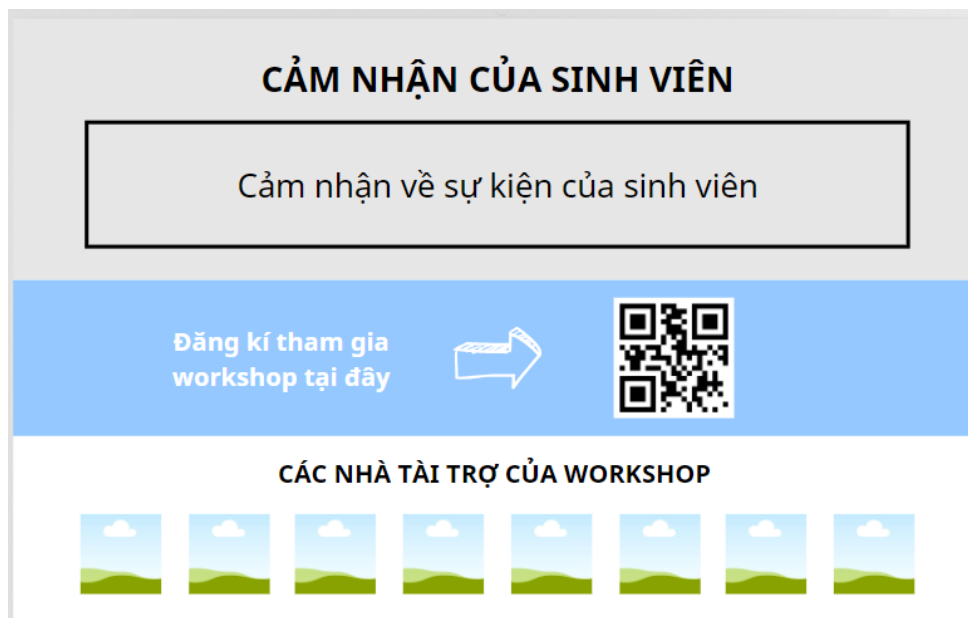 CẢM NHẬN CỦA SINH VIÊN
Cảm nhận về sự kiện của sinh viên
Đăng kí tham gia
workshop tại đây
CÁC NHÀ TÀI TRỢ CỦA WORKSHOP